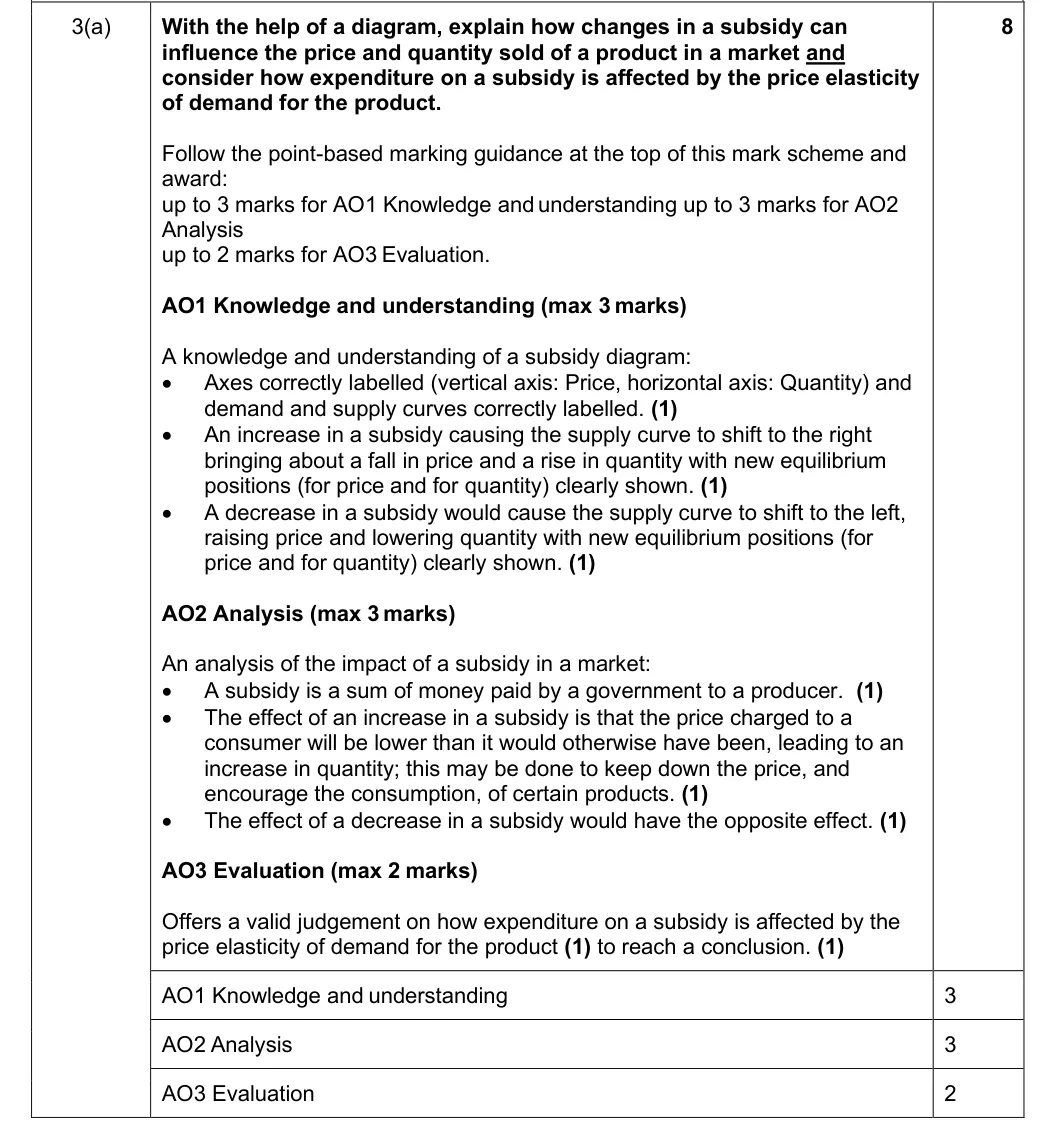 3(a)
With the help of a diagram, explain how changes in a subsidy can
influence the price and quantity sold of a product in a market and
consider how expenditure on a subsidy is affected by the price elasticity
of demand for the product.
8
Follow the point-based marking guidance at the top of this mark scheme and
award:
up to 3 marks for AO1 Knowledge and understanding up to 3 marks for AO2
Analysis
up to 2 marks for AO3 Evaluation.
AO1 Knowledge and understanding (max 3 marks)
A knowledge and understanding of a subsidy diagram:
• Axes correctly labelled (vertical axis: Price, horizontal axis: Quantity) and
demand and supply curves correctly labelled. (1)
• An increase in a subsidy causing the supply curve to shift to the right
bringing about a fall in price and a rise in quantity with new equilibrium
positions (for price and for quantity) clearly shown. (1)
• A decrease in a subsidy would cause the supply curve to shift to the left,
raising price and lowering quantity with new equilibrium positions (for
price and for quantity) clearly shown. (1)
AO2 Analysis (max 3 marks)
An analysis of the impact of a subsidy in a market:
• A subsidy is a sum of money paid by a government to a producer. (1)
• The effect of an increase in a subsidy is that the price charged to a
consumer will be lower than it would otherwise have been, leading to an
increase in quantity; this may be done to keep down the price, and
encourage the consumption, of certain products. (1)
• The effect of a decrease in a subsidy would have the opposite effect. (1)
AO3 Evaluation (max 2 marks)
Offers a valid judgement on how expenditure on a subsidy is affected by the
price elasticity of demand for the product (1) to reach a conclusion. (1)
AO1 Knowledge and understanding 3
AO2 Analysis 3
AO3 Evaluation 2